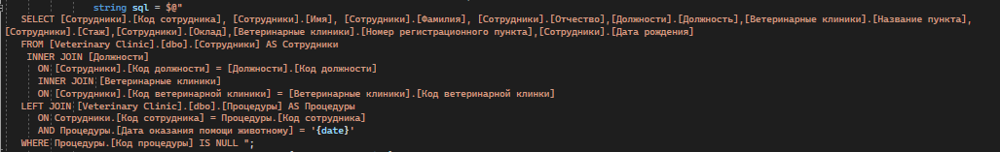 string sql = $@"
SELECT [Сотрудники].[Код сотрудника], [Сотрудники].[Имя], [Сотрудники].[Фамилия], [Сотрудники].[Отчество],[Должности].[Должность],[Ветеринарные клиники].[Название пункта],
[Сотрудники].[Стаж],[Сотрудники].[Оклад],[Ветеринарные клиники].[Номер регистрационного пункта],[Сотрудники].[Дата рождения]
FROM [Veterinary Clinic].[dbo].[Сотрудники] AS Сотрудники
INNER JOIN [Должности]
ON [Сотрудники].[Код должности] = [Должности].[Код должности]
INNER JOIN [Ветеринарные клиники]
ON [Сотрудники].[Код ветеринарной клиники] = [Ветеринарные клиники].[Код ветеринарной клинки]
LEFT JOIN [Veterinary Clinic].[dbo].[Процедуры] AS Процедуры
ON Сотрудники.[Код сотрудника] = Процедуры.[Код сотрудника]
AND Процедуры.[Дата оказания помощи животному] = '{date}'
WHERE Процедуры.[Код процедуры] IS NULL ";